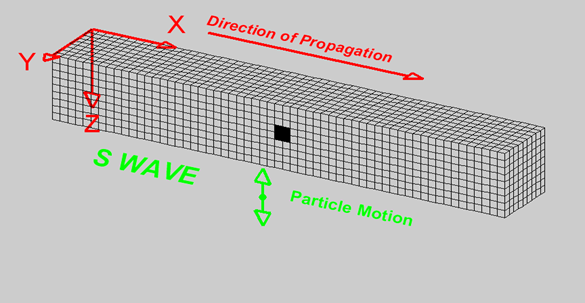 X
Direction of Propagation
Y
Z
S WAVE
Particle Motion